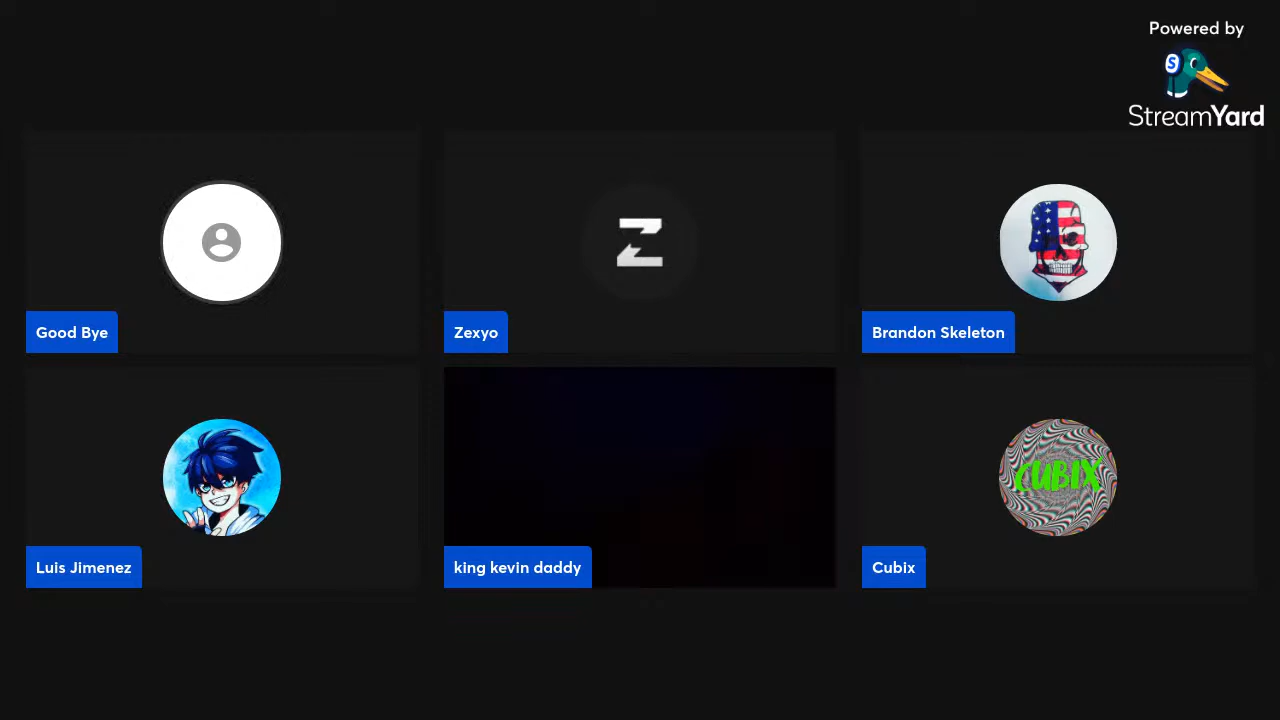 Powered by
S
StreamYard
Z
Good Bye
Zexyo
Brandon Skeleton
CUBIX
Luis Jimenez
king kevin daddy
Cubix